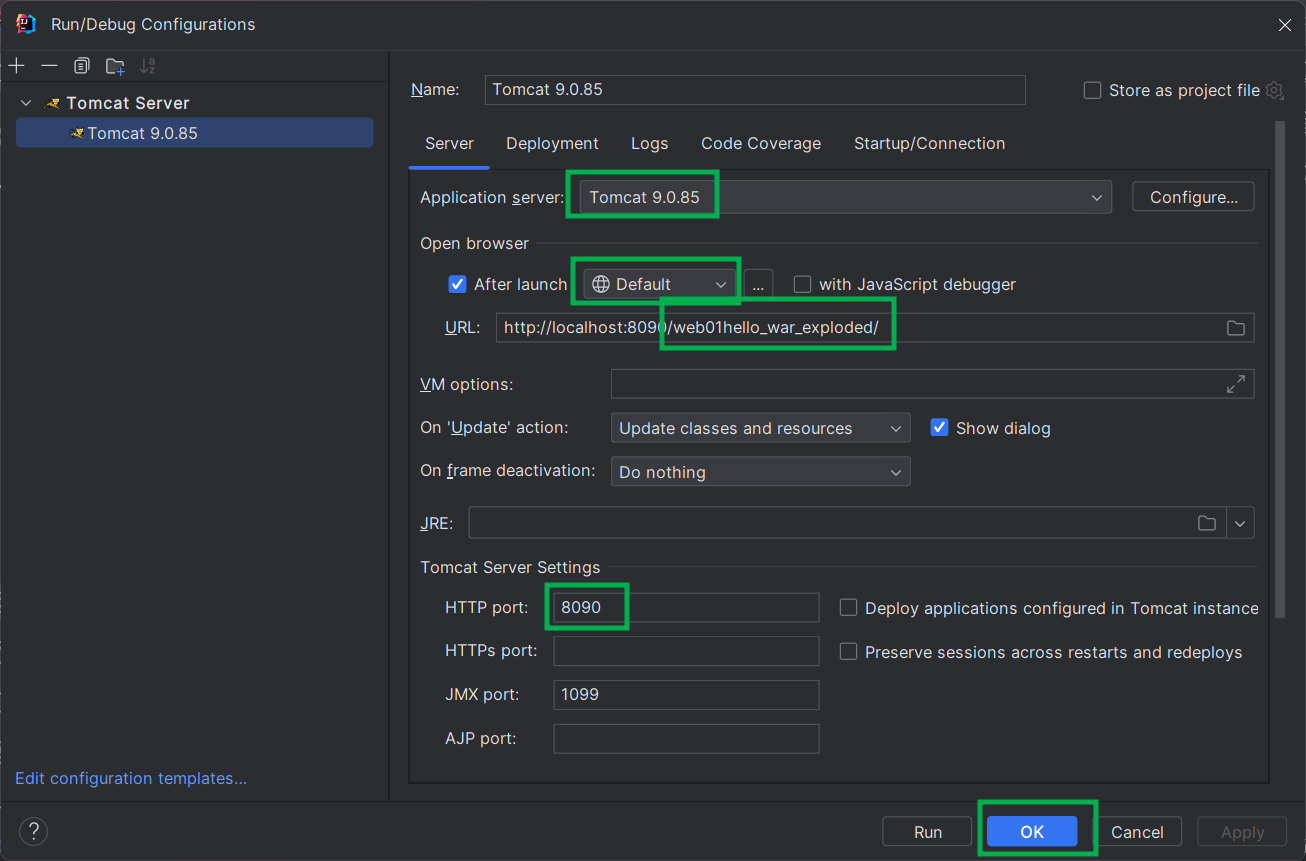 Run/Debug Configurations
Tomcat Server
Tomcat 9.0.85
Edit configuration templates...
Name: Tomcat 9.0.85 Store as project file
Server Deployment Logs Code Coverage Startup/Connection
Application server: Tomcat 9.0.85 Configure...
Open browser
After launch Default ... with JavaScript debugger
URL: http://localhost:8090/web01hello_war_exploded/
VM options:
On 'Update' action: Update classes and resources Show dialog
On frame deactivation: Do nothing
JRE:
Tomcat Server Settings
HTTP port: 8090 Deploy applications configured in Tomcat instance
HTTPs port: Preserve sessions across restarts and redeploys
JMX port: 1099
AJP port:
? Run OK Cancel Apply